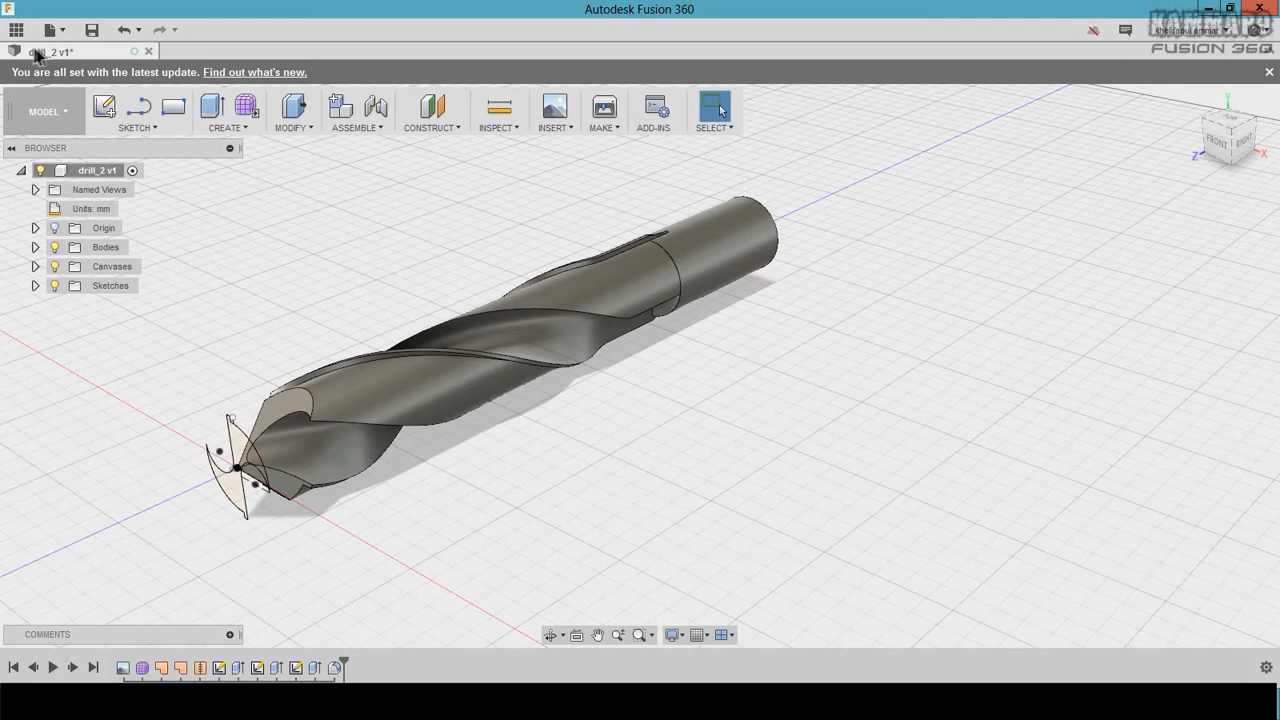 Autodesk Fusion 360
KAMMARO
FUSION 360
drill_2 v1*
You are all set with the latest update. Find out what's new.
MODEL
SKETCH
CREATE
MODIFY
ASSEMBLE
CONSTRUCT
INSPECT
INSERT
MAKE
ADD-INS
SELECT
BROWSER
drill_2 v1
Named Views
Units: mm
Origin
Bodies
Canvases
Sketches
FRONT
RIGHT
Y
Z
X
COMMENTS